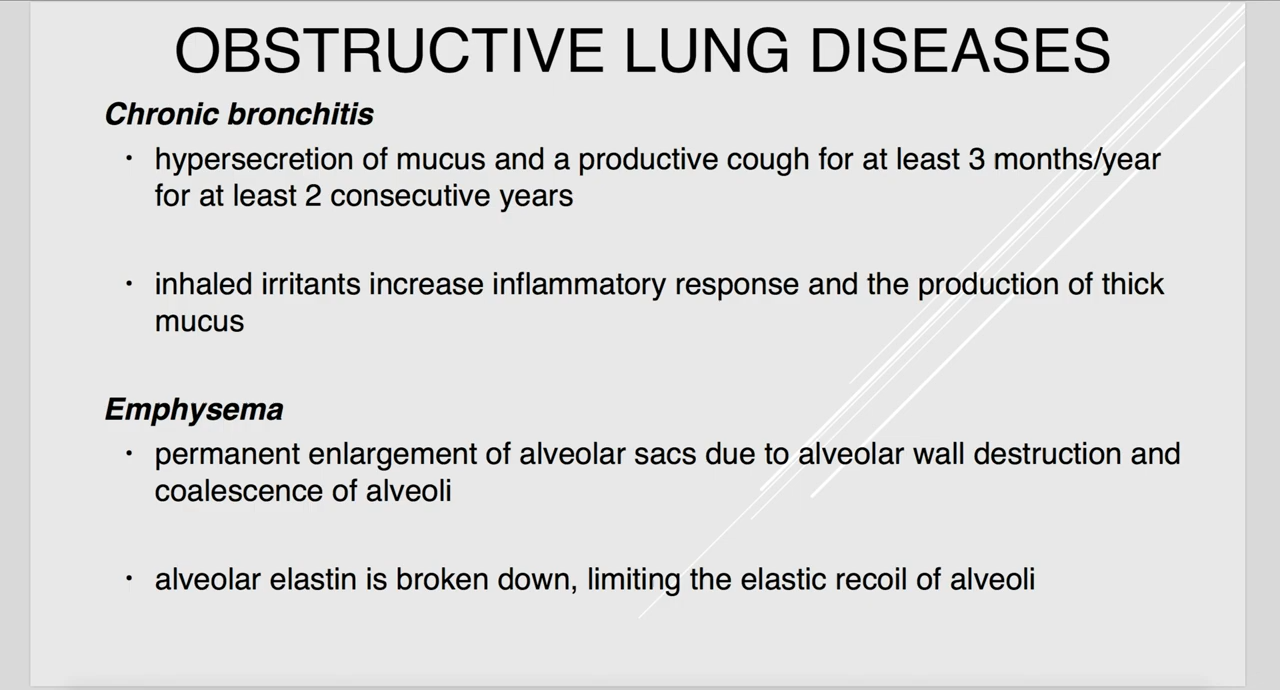 OBSTRUCTIVE LUNG DISEASES
Chronic bronchitis
• hypersecretion of mucus and a productive cough for at least 3 months/year
for at least 2 consecutive years
• inhaled irritants increase inflammatory response and the production of thick
mucus
Emphysema
• permanent enlargement of alveolar sacs due to alveolar wall destruction and
coalescence of alveoli
• alveolar elastin is broken down, limiting the elastic recoil of alveoli